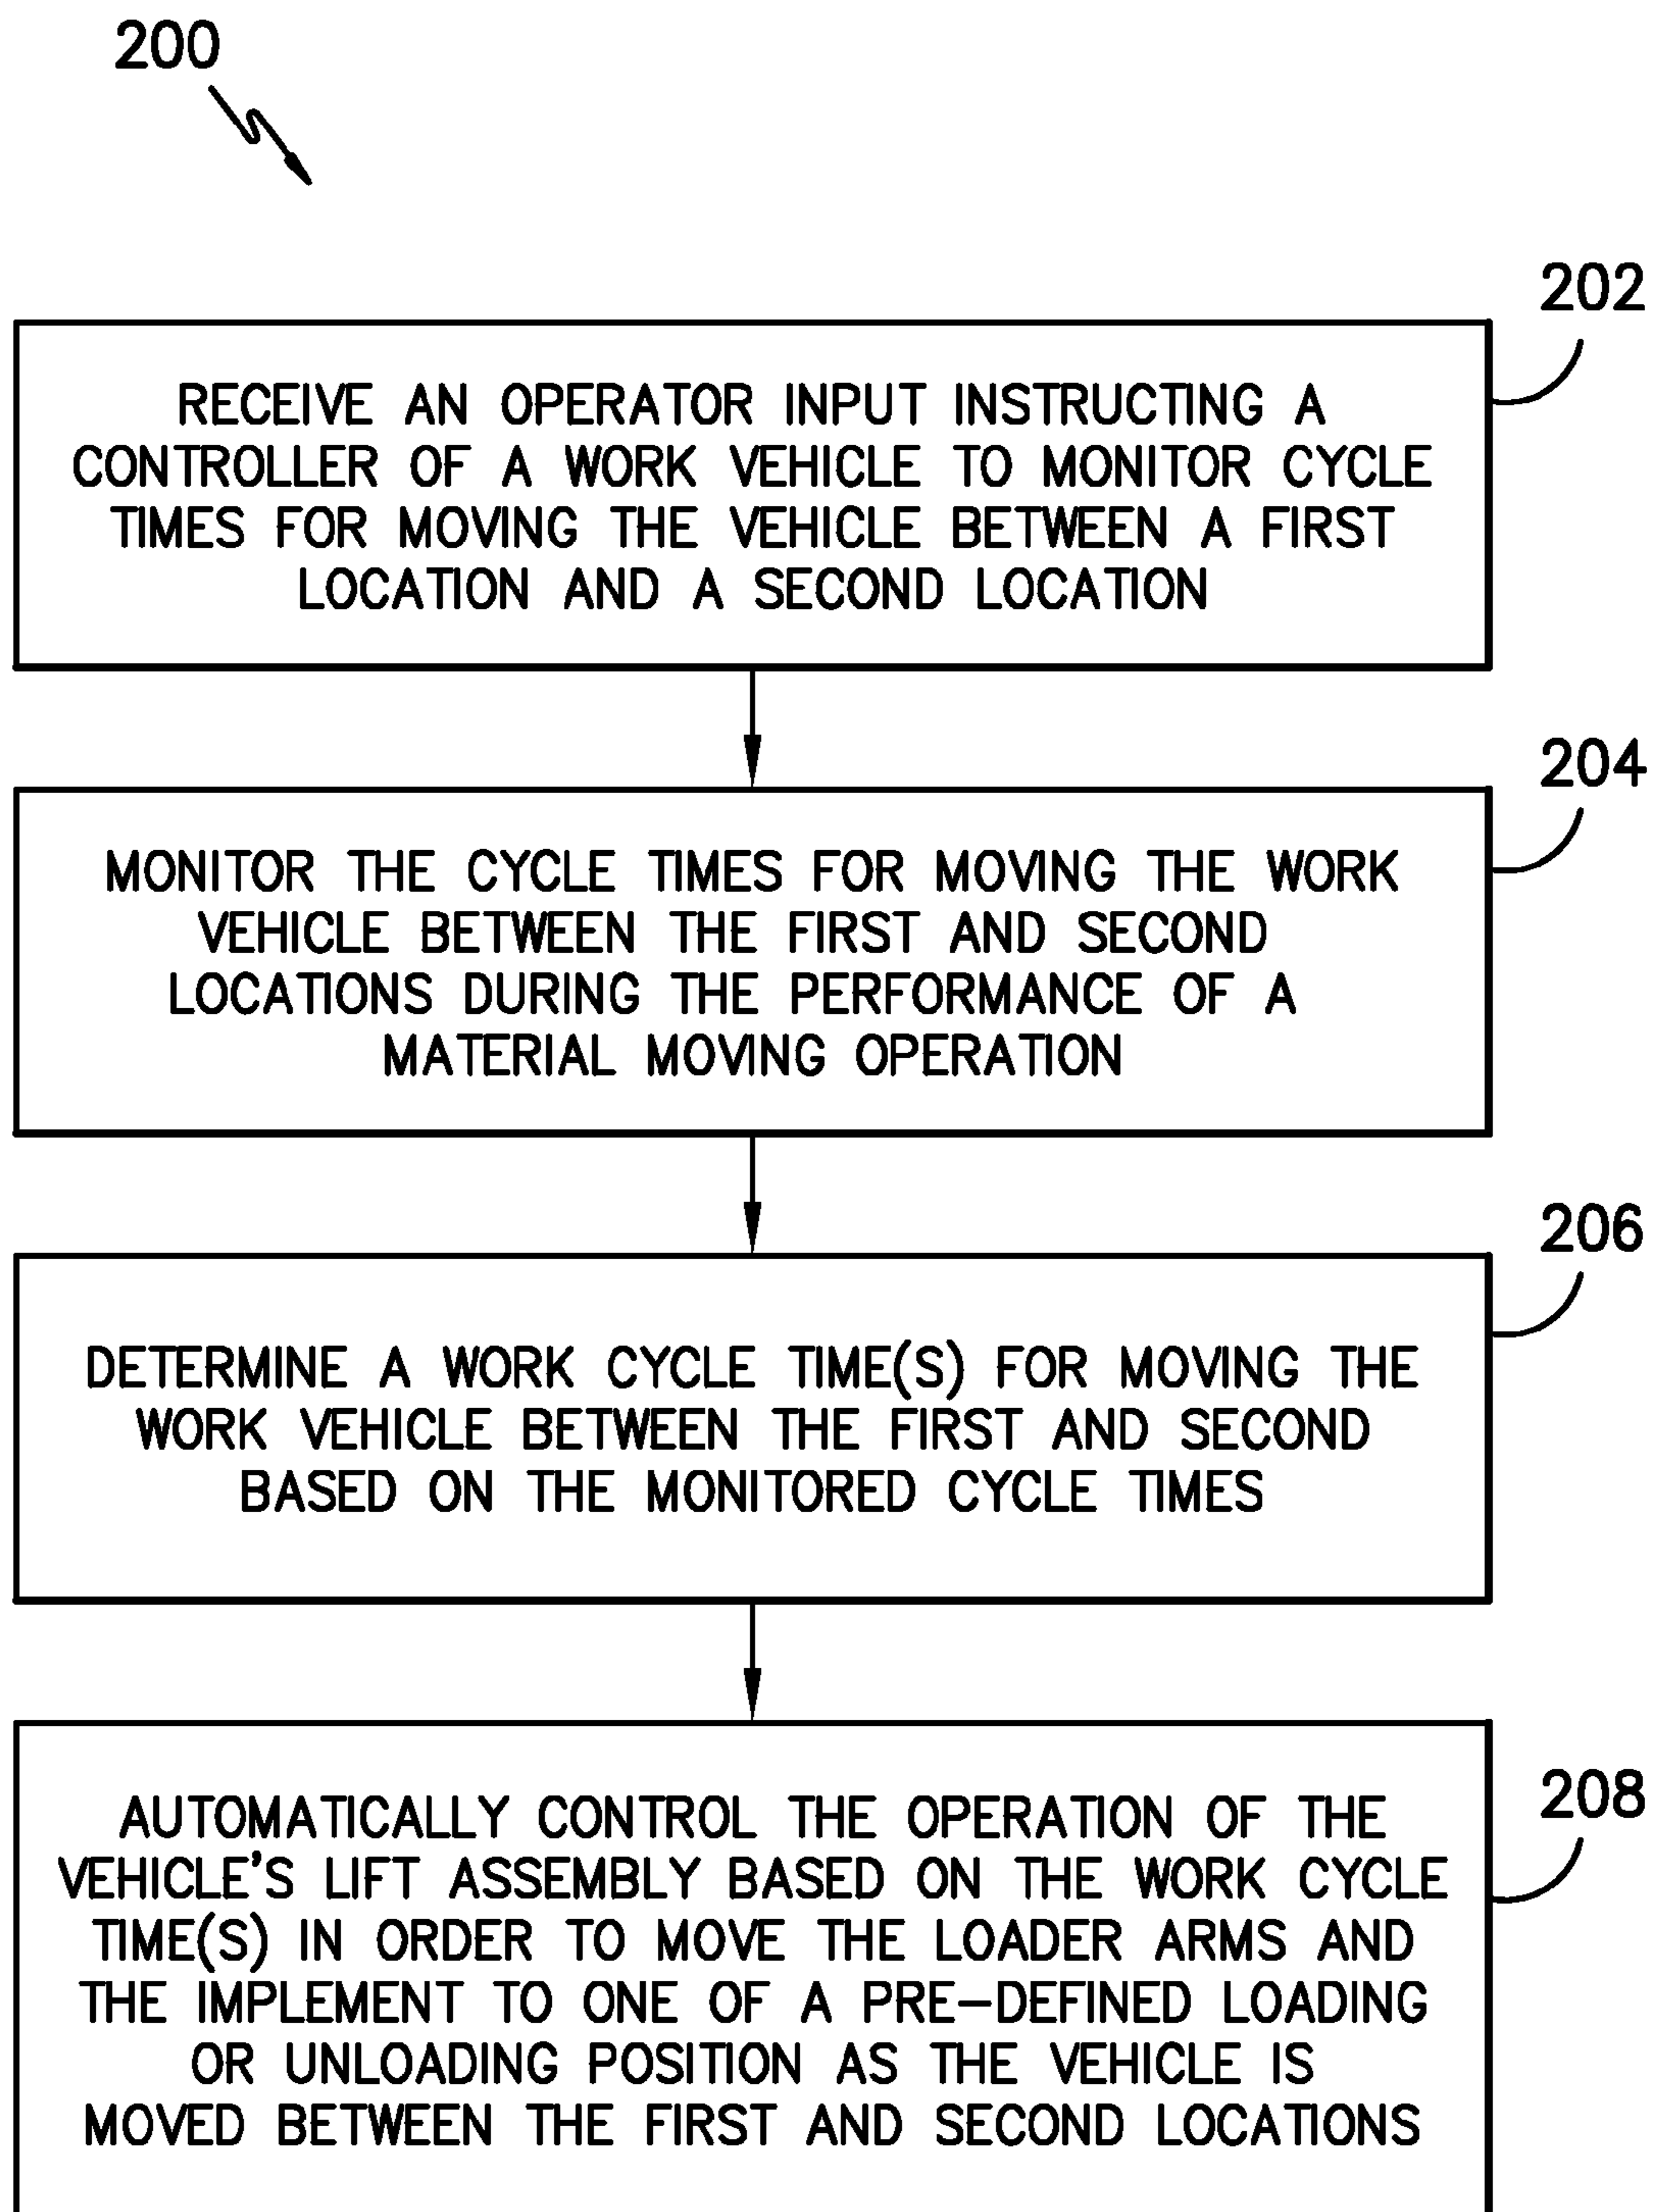 200
202
RECEIVE AN OPERATOR INPUT INSTRUCTING A
CONTROLLER OF A WORK VEHICLE TO MONITOR CYCLE
TIMES FOR MOVING THE VEHICLE BETWEEN A FIRST
LOCATION AND A SECOND LOCATION
204
MONITOR THE CYCLE TIMES FOR MOVING THE WORK
VEHICLE BETWEEN THE FIRST AND SECOND
LOCATIONS DURING THE PERFORMANCE OF A
MATERIAL MOVING OPERATION
206
DETERMINE A WORK CYCLE TIME(S) FOR MOVING THE
WORK VEHICLE BETWEEN THE FIRST AND SECOND
BASED ON THE MONITORED CYCLE TIMES
208
AUTOMATICALLY CONTROL THE OPERATION OF THE
VEHICLE'S LIFT ASSEMBLY BASED ON THE WORK CYCLE
TIME(S) IN ORDER TO MOVE THE LOADER ARMS AND
THE IMPLEMENT TO ONE OF A PRE-DEFINED LOADING
OR UNLOADING POSITION AS THE VEHICLE IS
MOVED BETWEEN THE FIRST AND SECOND LOCATIONS